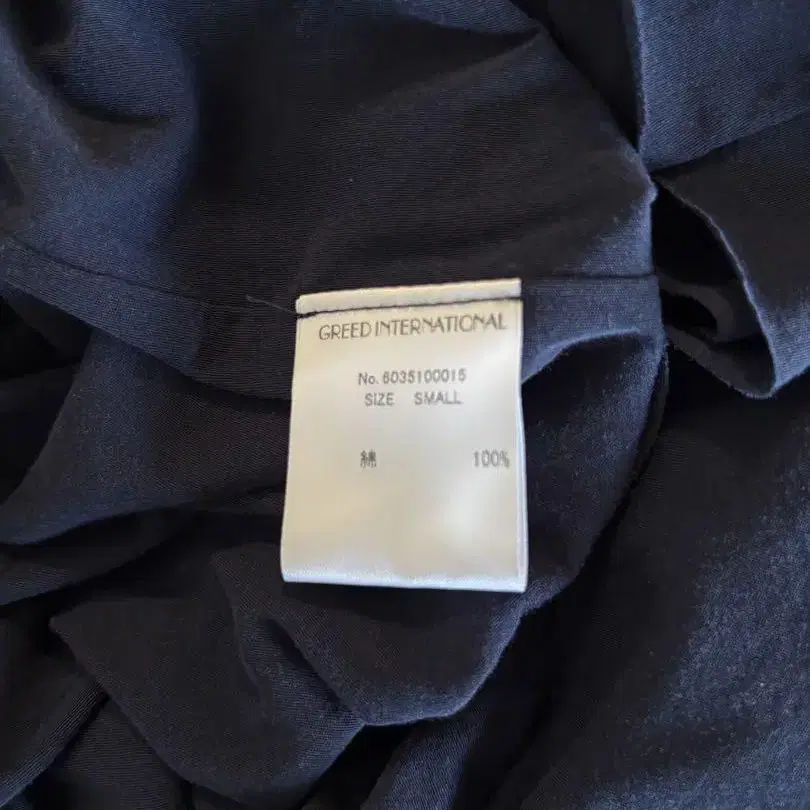 GREED INTERNATIONAL
No. 6035100015
SIZE SMALL
綿 100%